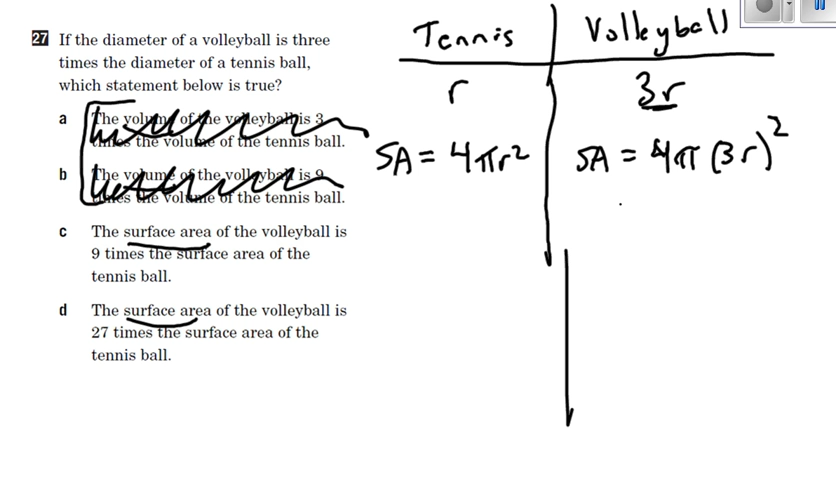 27 If the diameter of a volleyball is three
times the diameter of a tennis ball,
which statement below is true?
a The volume of the volleyball is 3
times the volume of the tennis ball.
b The volume of the volleyball is 9
times the volume of the tennis ball.
c The surface area of the volleyball is
9 times the surface area of the
tennis ball.
d The surface area of the volleyball is
27 times the surface area of the
tennis ball.
Tennis Volleyball
r 3r
SA = 4πr² SA = 4π(3r)²